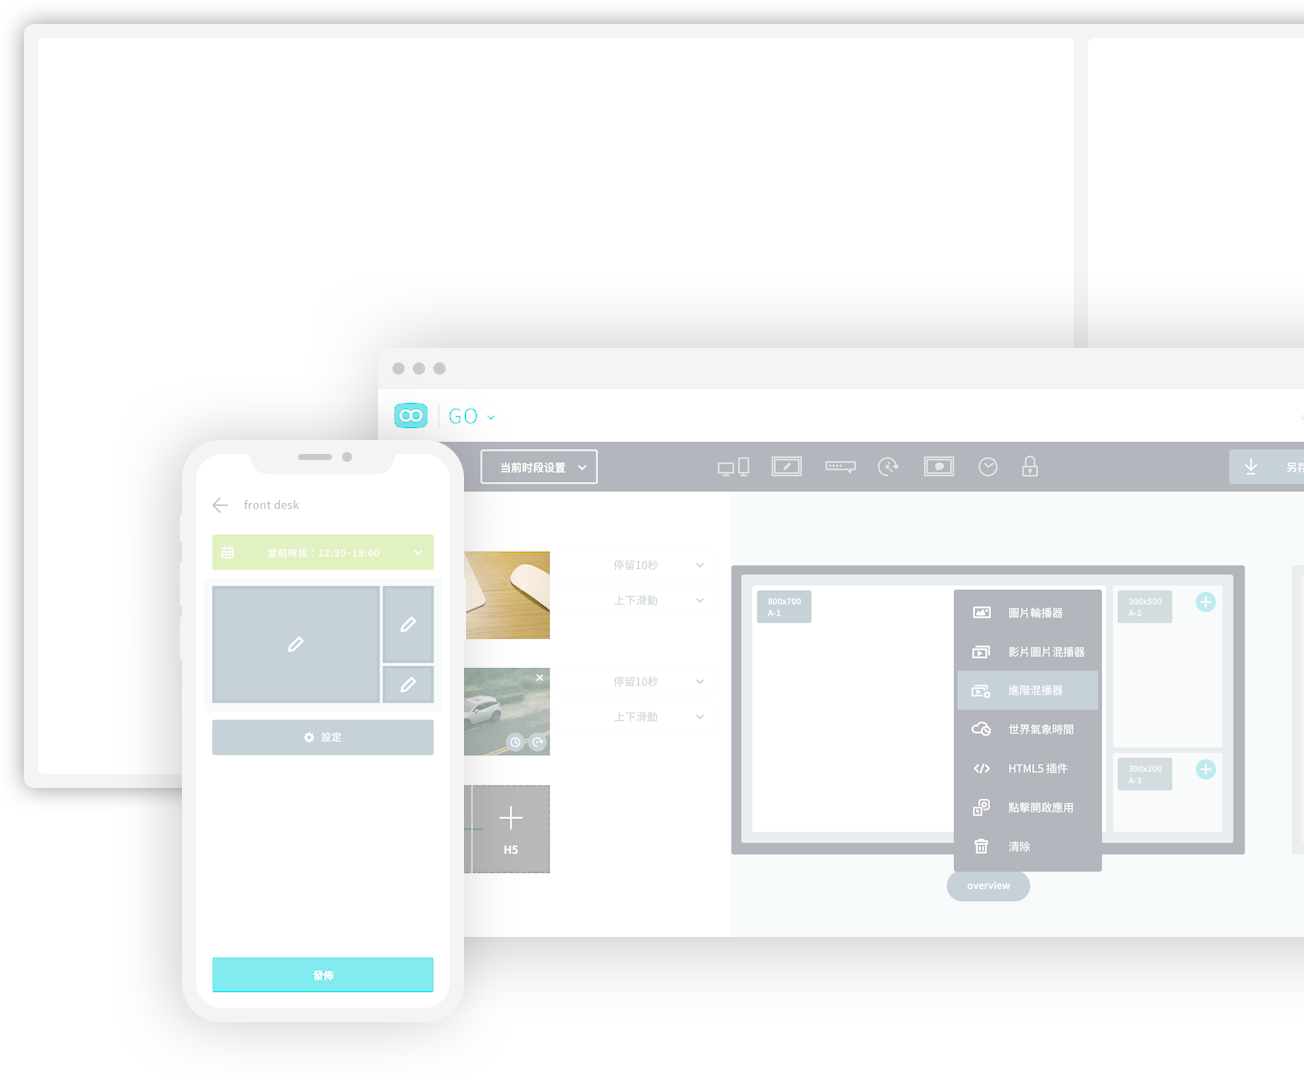 GO
当前时段设置
另存
front desk
當前時段：12:30~18:00
設定
發佈
停留10秒
上下滑動
停留10秒
上下滑動
H5
800x700
A-1
圖片輪播器
影片圖片混播器
進階混播器
世界氣象時間
HTML5 插件
點擊開啟應用
清除
300x500
A-2
300x200
A-3
overview